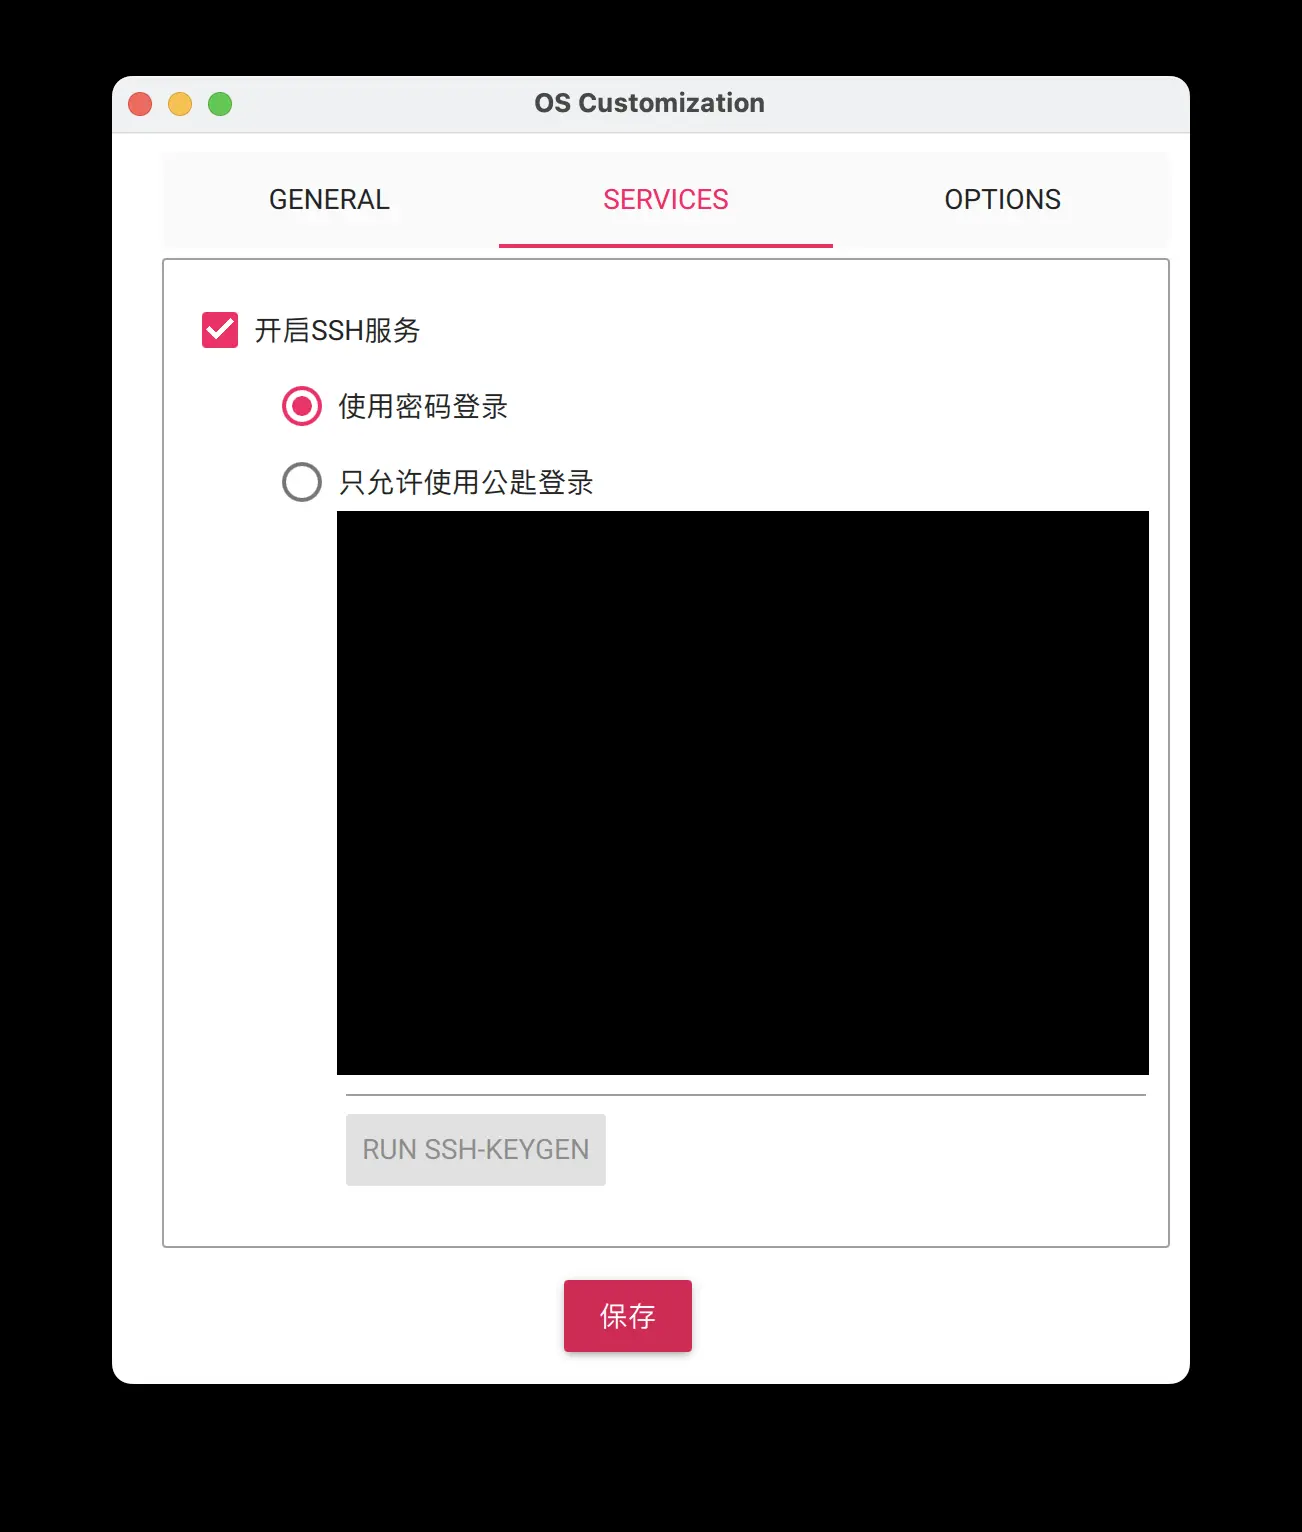 OS Customization
GENERAL
SERVICES
OPTIONS
开启SSH服务
使用密码登录
只允许使用公匙登录
RUN SSH-KEYGEN
保存